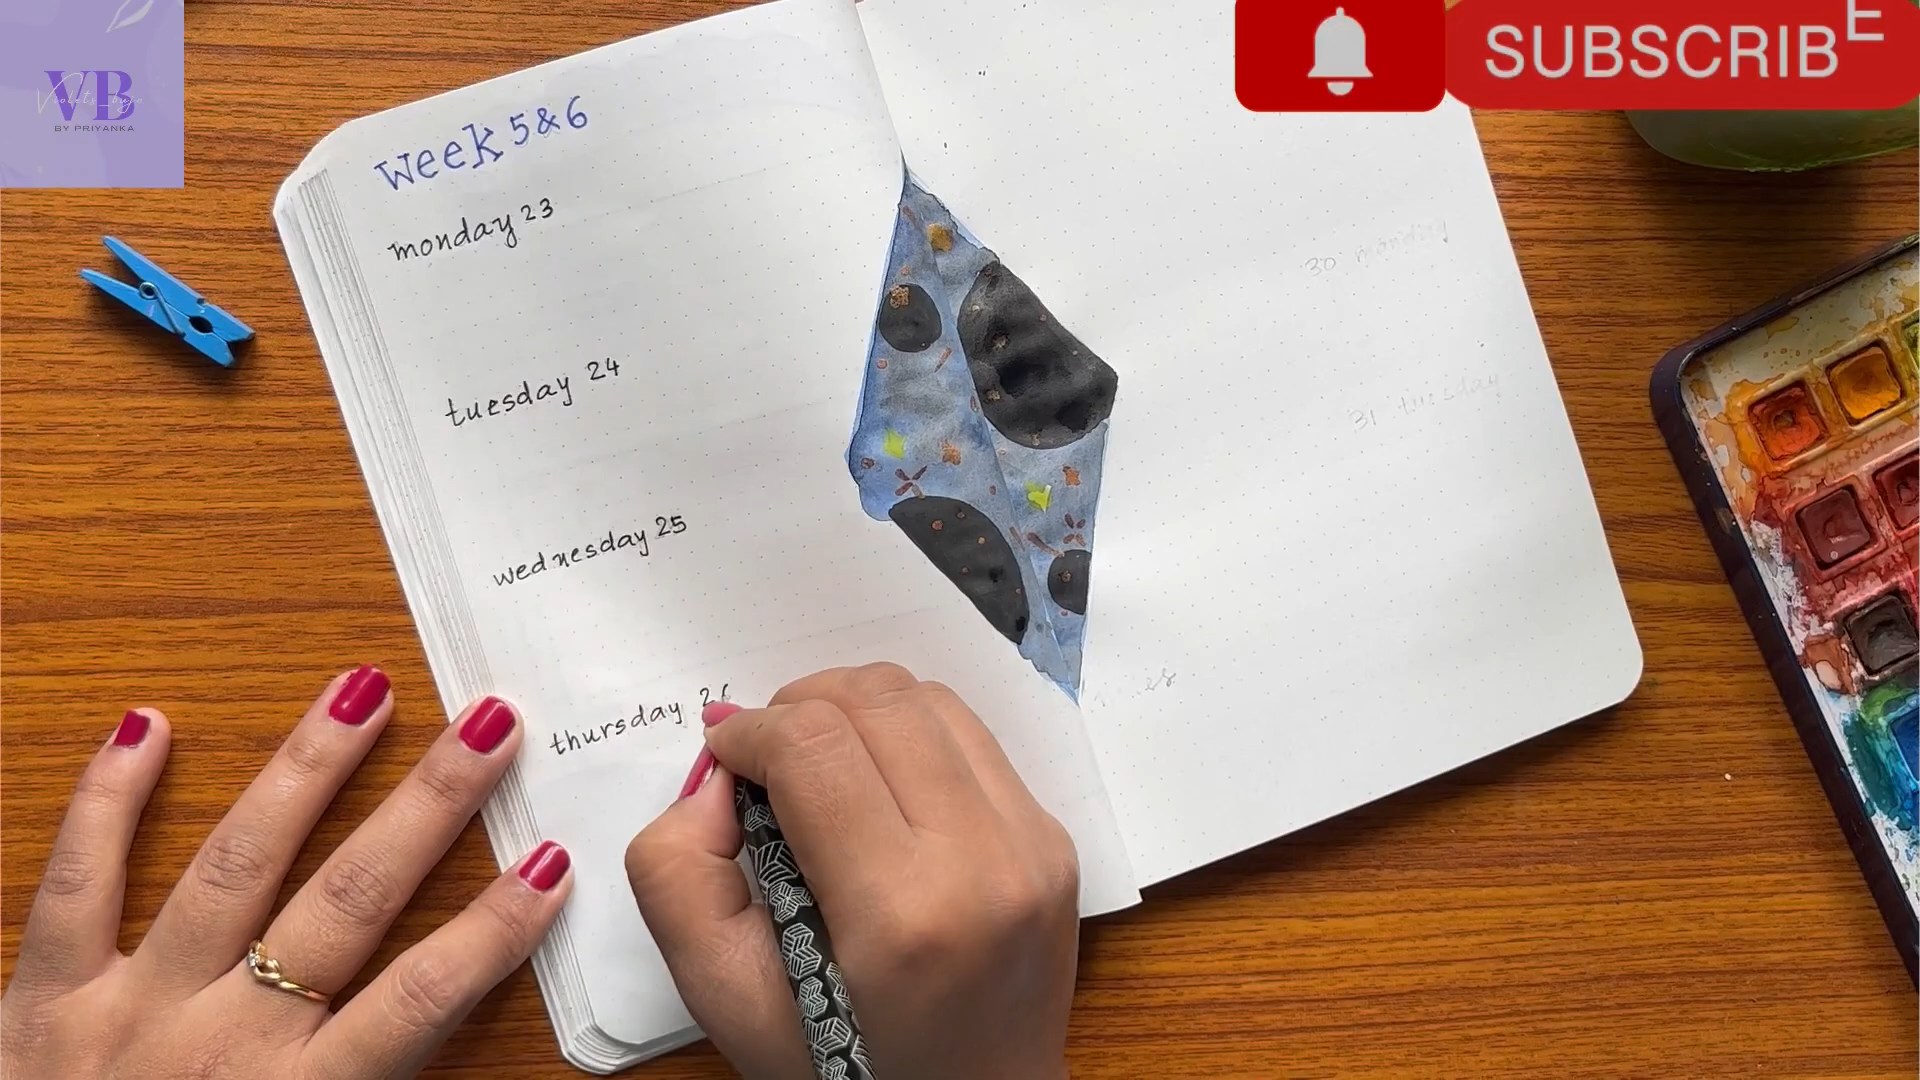 VB
Violets_bujo
BY PRIYANKA
SUBSCRIBE
week 5&6
monday 23
tuesday 24
wednesday 25
thursday 26
30 monday
31 tuesday